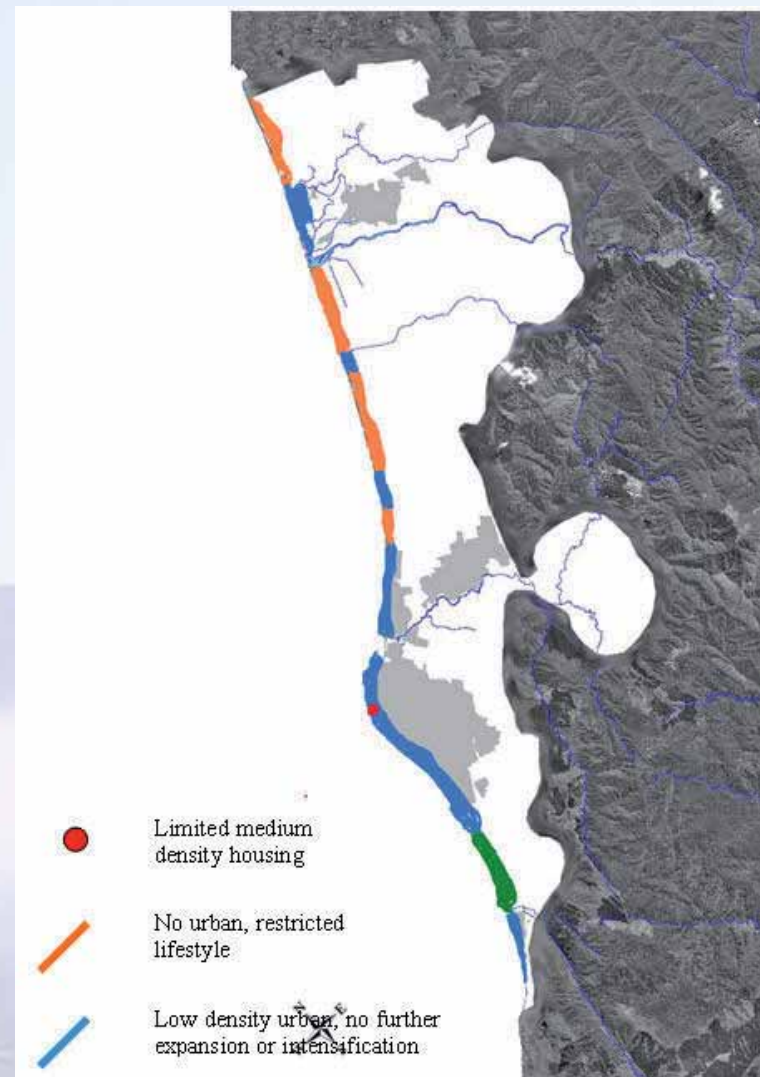 Limited medium
density housing
No urban, restricted
lifestyle
N E
Low density urban, no further
expansion or intensification